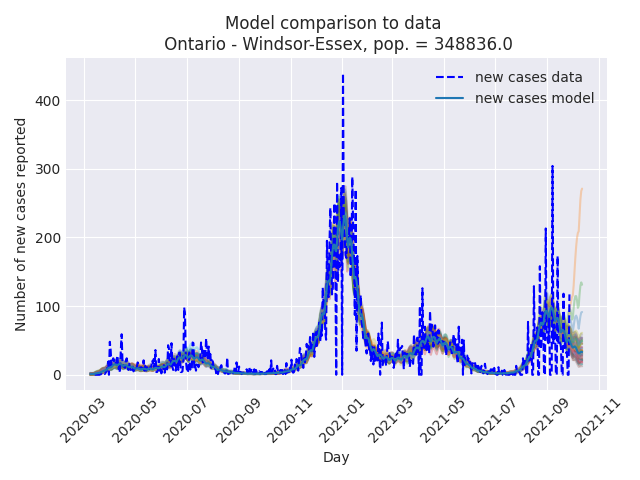 Model comparison to data
Ontario - Windsor-Essex, pop. = 348836.0
new cases data
new cases model
Number of new cases reported
400
300
200
100
0
2020-03
2020-05
2020-07
2020-09
2020-11
2021-01
2021-03
2021-05
2021-07
2021-09
2021-11
Day